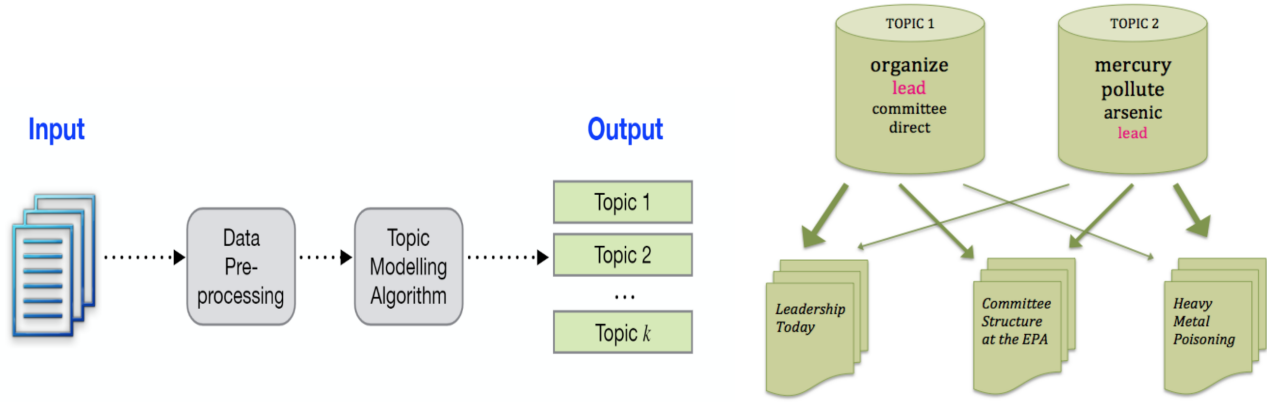 Input
Data
Pre-
processing
Topic
Modelling
Algorithm
Output
Topic 1
Topic 2
...
Topic k
TOPIC 1
organize
lead
committee
direct
TOPIC 2
mercury
pollute
arsenic
lead
Leadership
Today
Committee
Structure
at the EPA
Heavy
Metal
Poisoning